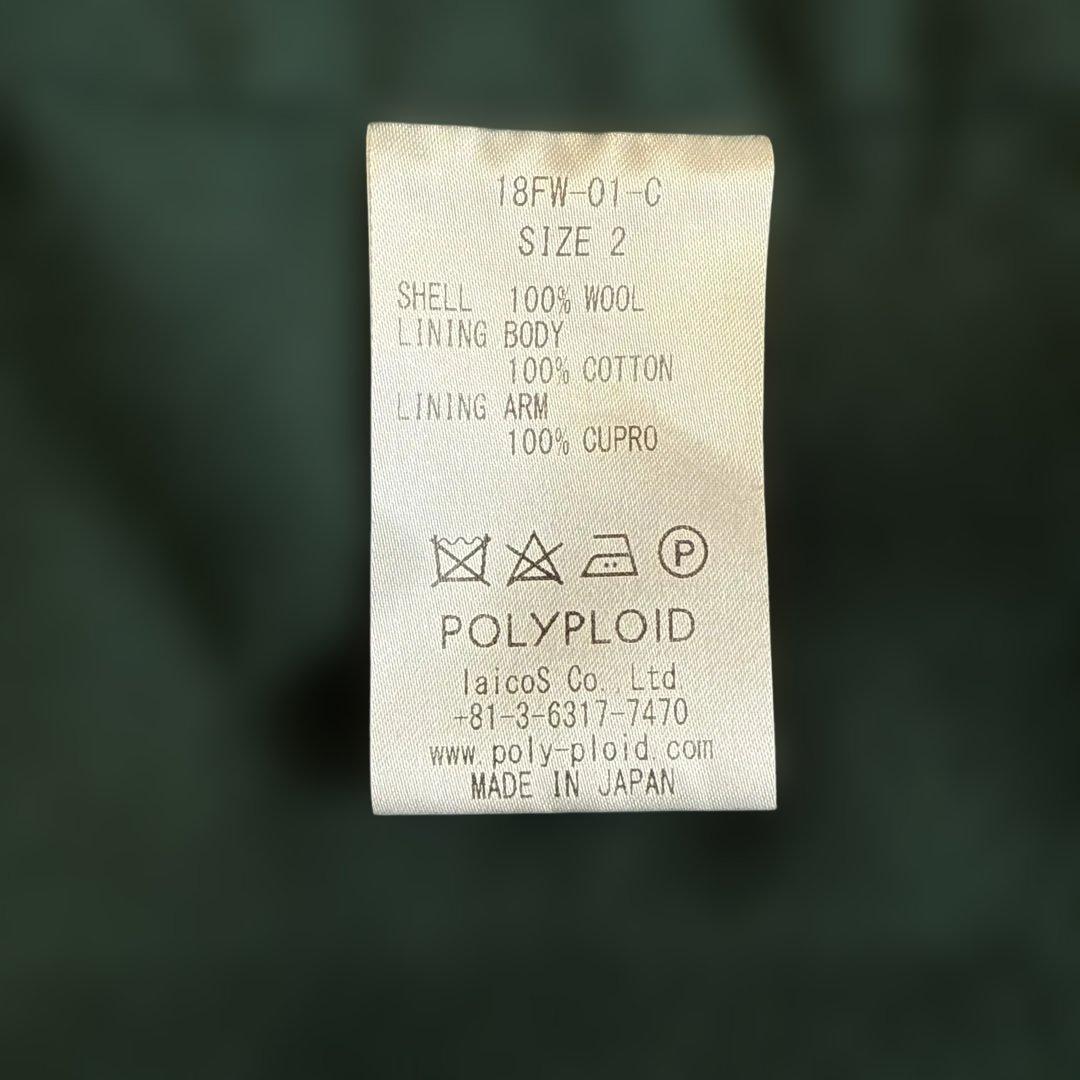 18FW-01-C
SIZE 2
SHELL 100% WOOL
LINING BODY
100% COTTON
LINING ARM
100% CUPRO
P
POLYPLOID
laicoS Co., Ltd
+81-3-6317-7470
www.poly-ploid.com
MADE IN JAPAN